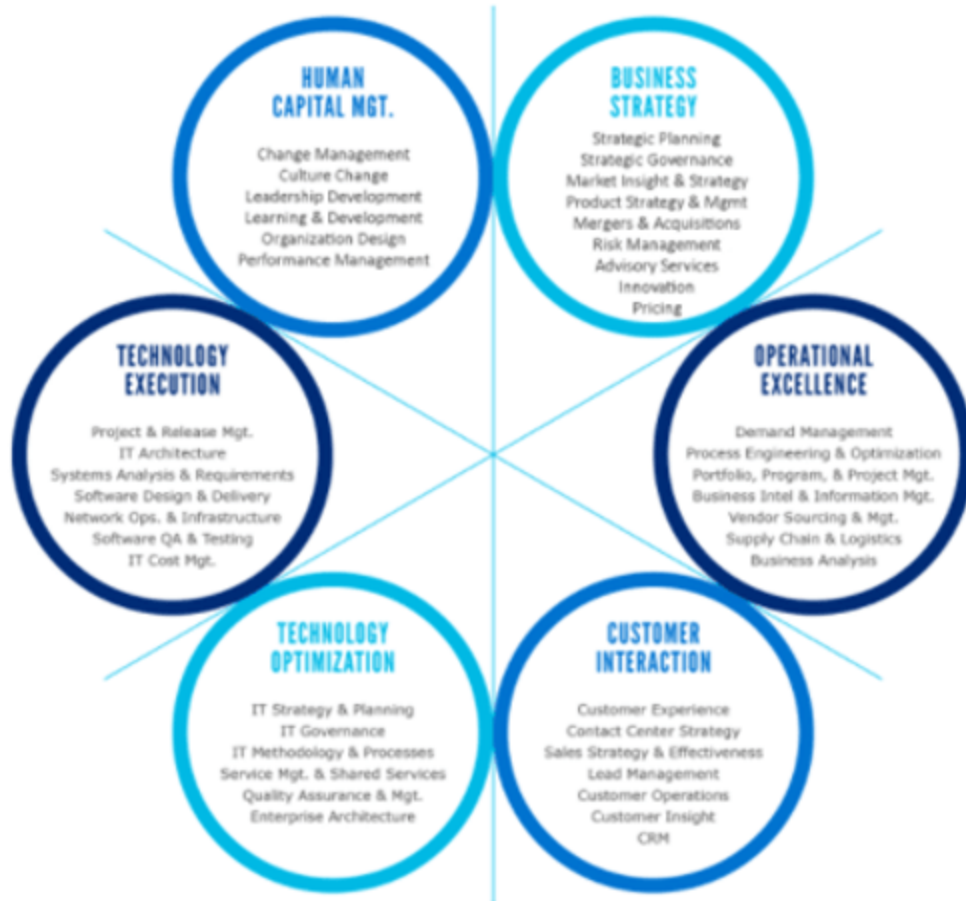 HUMAN
CAPITAL MGT.
Change Management
Culture Change
Leadership Development
Learning & Development
Organization Design
Performance Management
BUSINESS
STRATEGY
Strategic Planning
Strategic Governance
Market Insight & Strategy
Product Strategy & Mgmt
Mergers & Acquisitions
Risk Management
Advisory Services
Innovation
Pricing
TECHNOLOGY
EXECUTION
Project & Release Mgt.
IT Architecture
Systems Analysis & Requirements
Software Design & Delivery
Network Ops. & Infrastructure
Software QA & Testing
IT Cost Mgt.
OPERATIONAL
EXCELLENCE
Demand Management
Process Engineering & Optimization
Portfolio, Program, & Project Mgt.
Business Intel & Information Mgt.
Vendor Sourcing & Mgt.
Supply Chain & Logistics
Business Analysis
TECHNOLOGY
OPTIMIZATION
IT Strategy & Planning
IT Governance
IT Methodology & Processes
Service Mgt. & Shared Services
Quality Assurance & Mgt.
Enterprise Architecture
CUSTOMER
INTERACTION
Customer Experience
Contact Center Strategy
Sales Strategy & Effectiveness
Lead Management
Customer Operations
Customer Insight
CRM